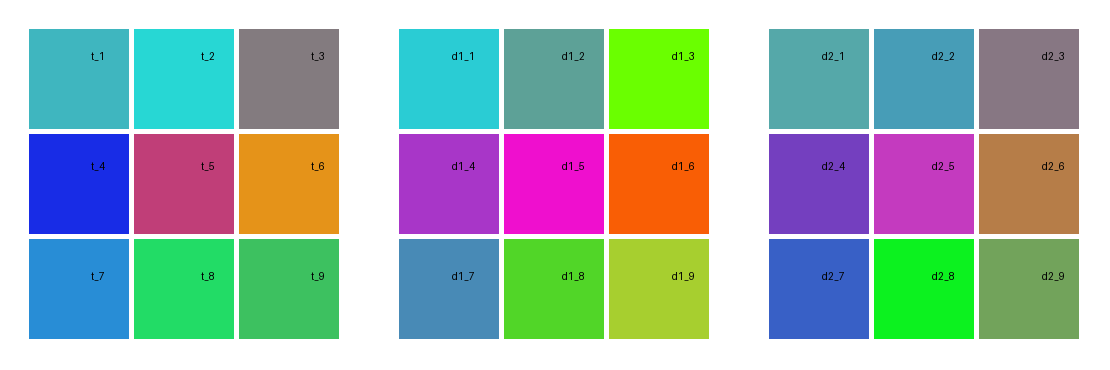 t_1 t_2 t_3 d1_1 d1_2 d1_3 d2_1 d2_2 d2_3
t_4 t_5 t_6 d1_4 d1_5 d1_6 d2_4 d2_5 d2_6
t_7 t_8 t_9 d1_7 d1_8 d1_9 d2_7 d2_8 d2_9